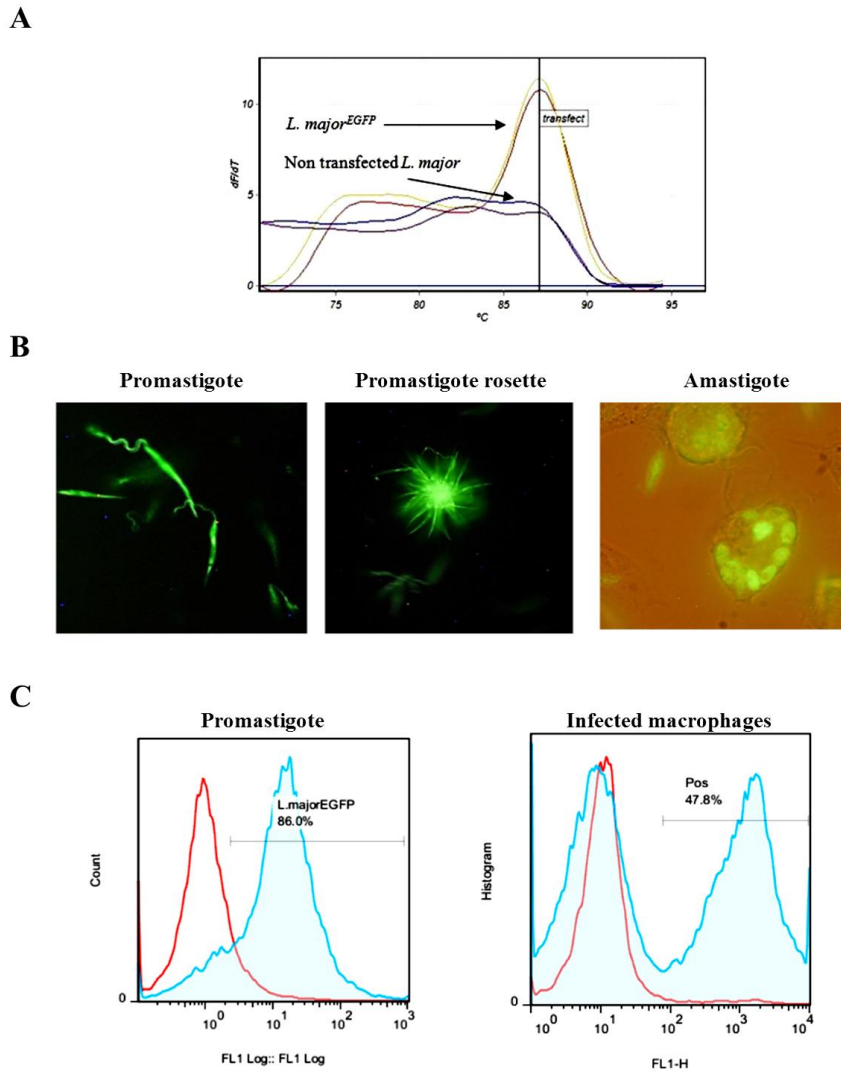 A
10
5
0
dF/dT
L. major^EGFP
transfect
Non transfected L. major
75
80
85
90
95
°C
B
Promastigote
Promastigote rosette
Amastigote
C
Promastigote
L.majorEGFP
86.0%
Count
0
10^0
10^1
10^2
10^3
FL1 Log:: FL1 Log
Infected macrophages
Pos
47.8%
Histogram
0
10^0
10^1
10^2
10^3
10^4
FL1-H